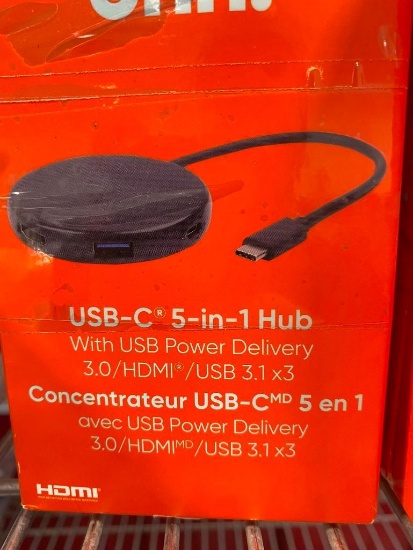 USB-C® 5-in-1 Hub
With USB Power Delivery
3.0/HDMI®/USB 3.1 x3
Concentrateur USB-Cᴹᴰ 5 en 1
avec USB Power Delivery
3.0/HDMIᴹᴰ/USB 3.1 x3
HDMI